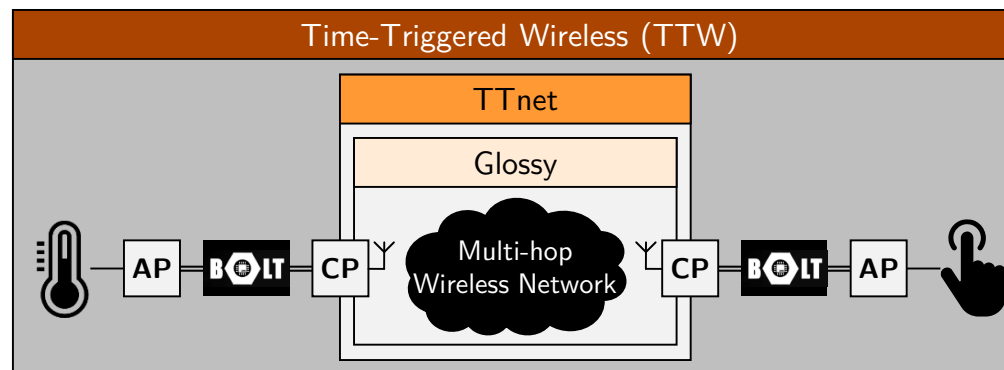 Time-Triggered Wireless (TTW)
TTnet
Glossy
Multi-hop
Wireless Network
AP
BOLT
CP
CP
BOLT
AP